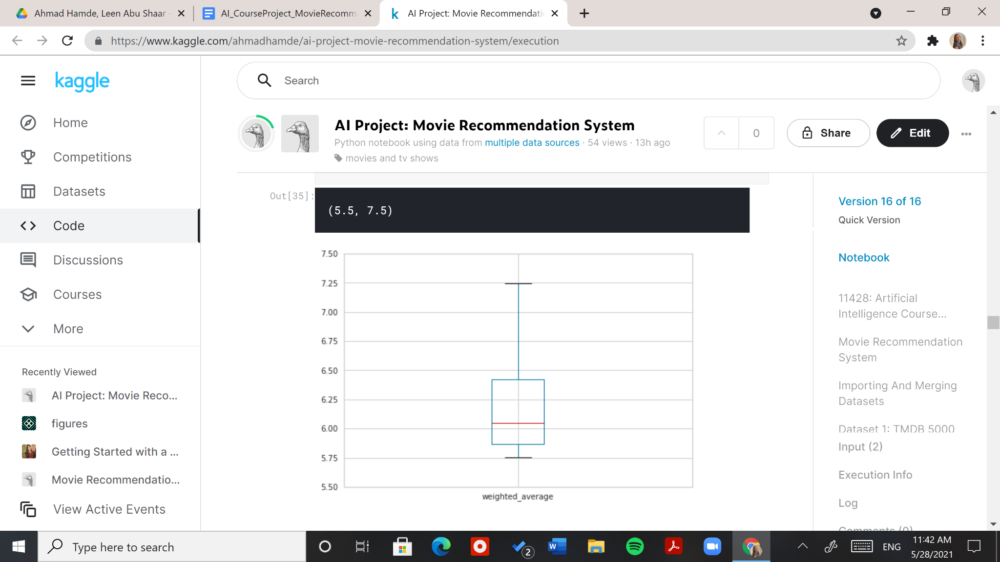 Ahmad Hamde, Leen Abu Shaar -
AI_CourseProject_MovieRecomm
AI Project: Movie Recommendatic
https://www.kaggle.com/ahmadhamde/ai-project-movie-recommendation-system/execution
kaggle
Search
Home
Competitions
Datasets
Code
Discussions
Courses
More
Recently Viewed
AI Project: Movie Reco...
figures
Getting Started with a ...
Movie Recommendatio...
View Active Events
AI Project: Movie Recommendation System
Python notebook using data from multiple data sources · 54 views · 13h ago
movies and tv shows
0
Share
Edit
Out[35]:
(5.5, 7.5)
7.50
7.25
7.00
6.75
6.50
6.25
6.00
5.75
5.50
weighted_average
Version 16 of 16
Quick Version
Notebook
11428: Artificial
Intelligence Course...
Movie Recommendation
System
Importing And Merging
Datasets
Dataset 1: TMDB 5000
Input (2)
Execution Info
Log
Comments (0)
Type here to search
2
W
ENG
11:42 AM
5/28/2021